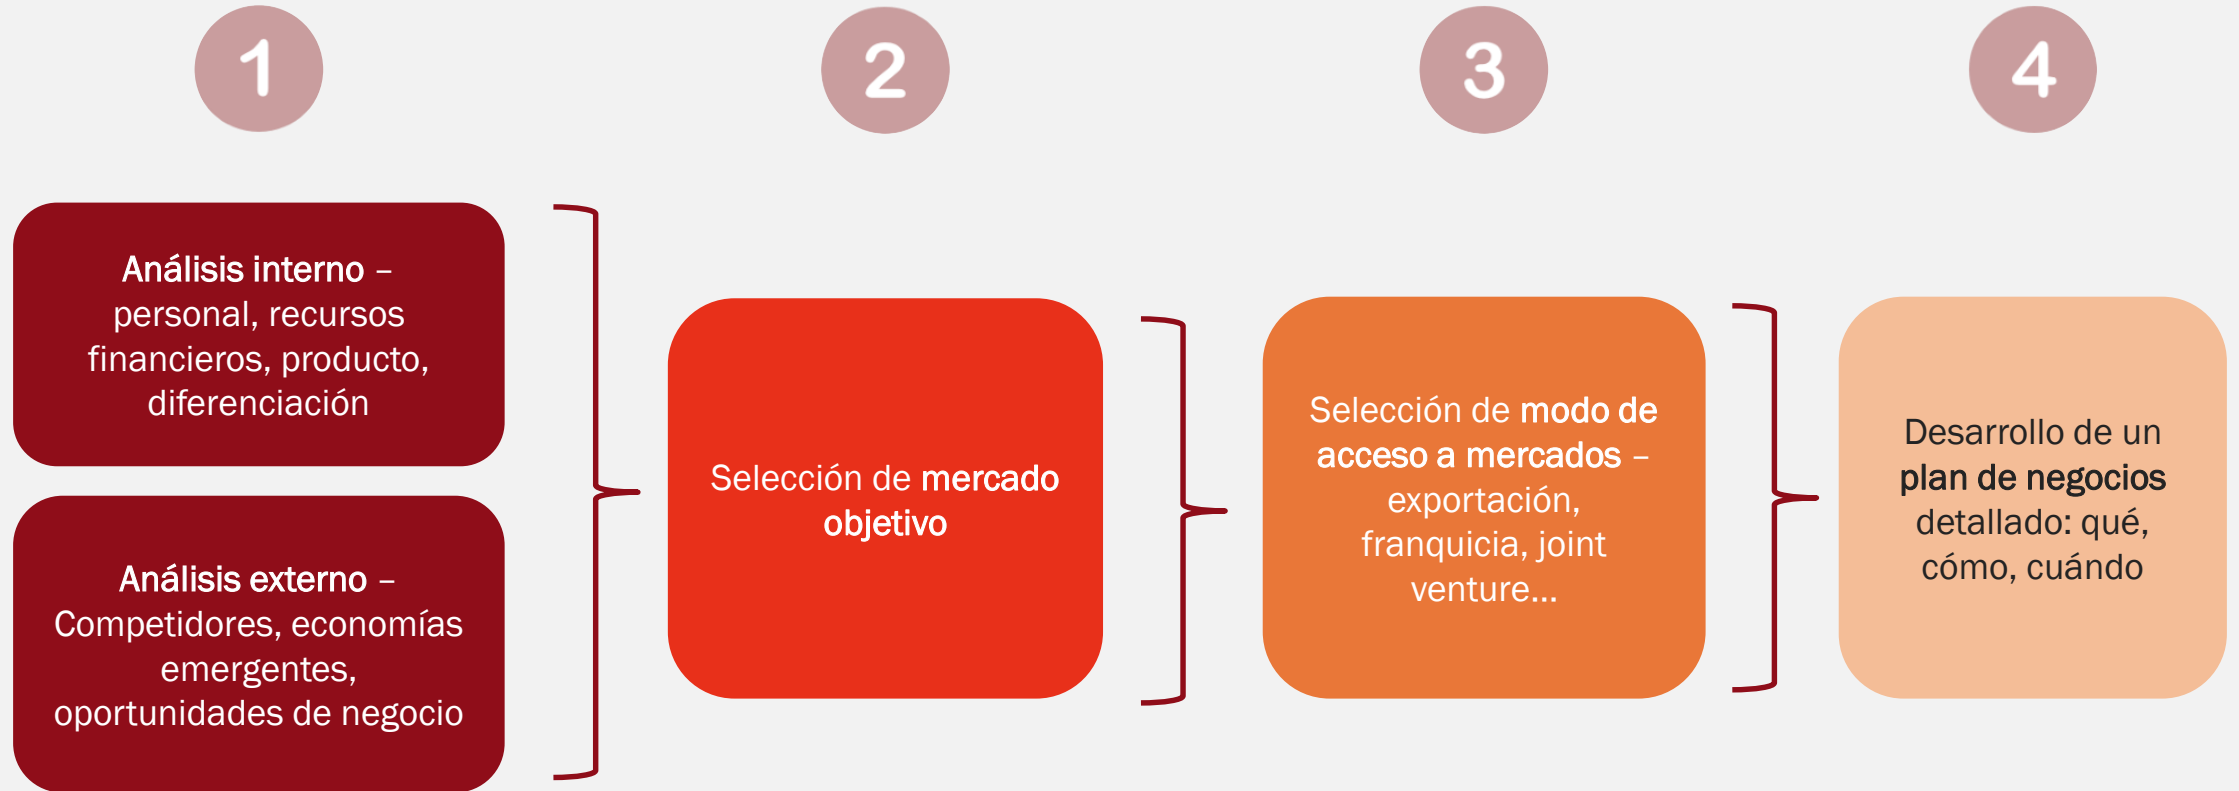 1
2
3
4
Análisis interno –
personal, recursos
financieros, producto,
diferenciación
Análisis externo –
Competidores, economías
emergentes,
oportunidades de negocio
Selección de mercado
objetivo
Selección de modo de
acceso a mercados –
exportación,
franquicia, joint
venture...
Desarrollo de un
plan de negocios
detallado: qué,
cómo, cuándo